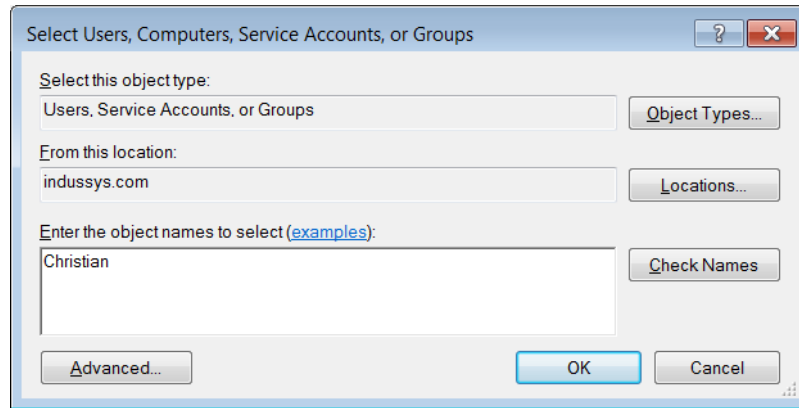 Select Users, Computers, Service Accounts, or Groups
Select this object type:
Users, Service Accounts, or Groups
Object Types...
From this location:
indussys.com
Locations...
Enter the object names to select (examples):
Christian
Check Names
Advanced...
OK
Cancel